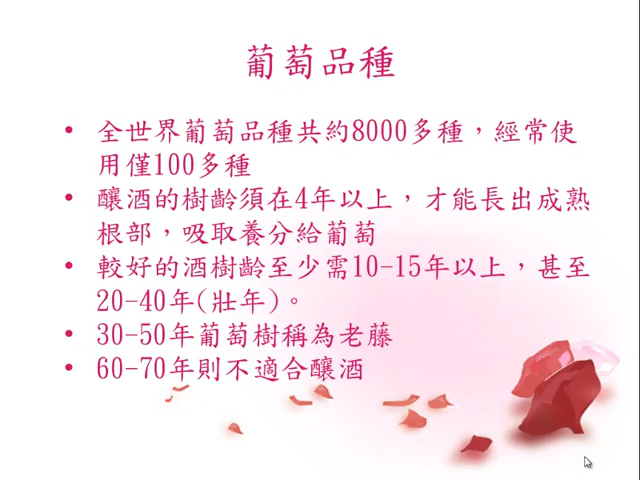 葡萄品種
• 全世界葡萄品種共約8000多種，經常使
用僅100多種
• 釀酒的樹齡須在4年以上，才能長出成熟
根部，吸取養分給葡萄
• 較好的酒樹齡至少需10-15年以上，甚至
20-40年(壯年)。
• 30-50年葡萄樹稱為老藤
• 60-70年則不適合釀酒